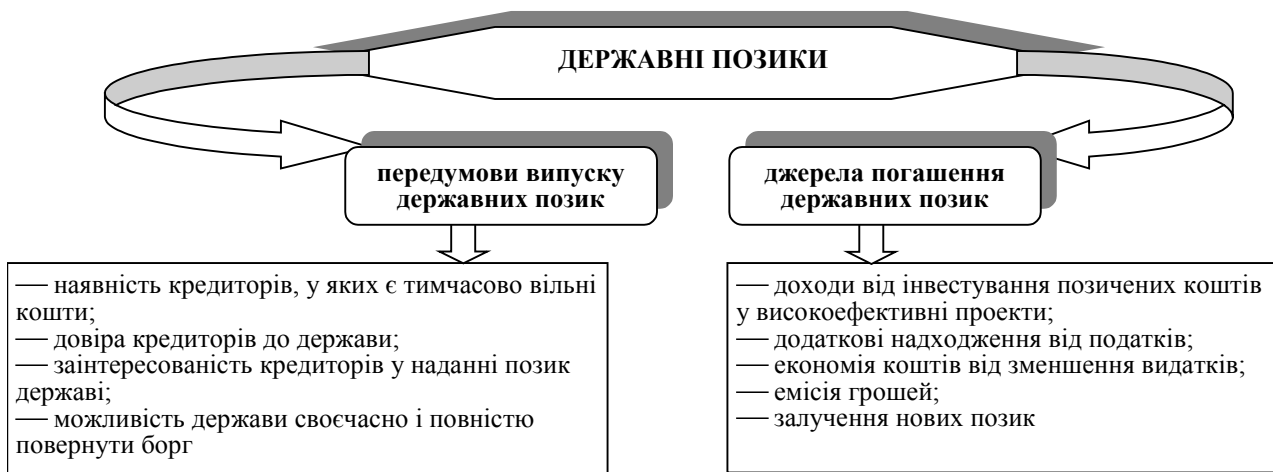 ДЕРЖАВНІ ПОЗИКИ
передумови випуску
державних позик
джерела погашення
державних позик
— наявність кредиторів, у яких є тимчасово вільні
кошти;
— довіра кредиторів до держави;
— заінтересованість кредиторів у наданні позик
державі;
— можливість держави своєчасно і повністю
повернути борг
— доходи від інвестування позичених коштів
у високоефективні проекти;
— додаткові надходження від податків;
— економія коштів від зменшення видатків;
— емісія грошей;
— залучення нових позик